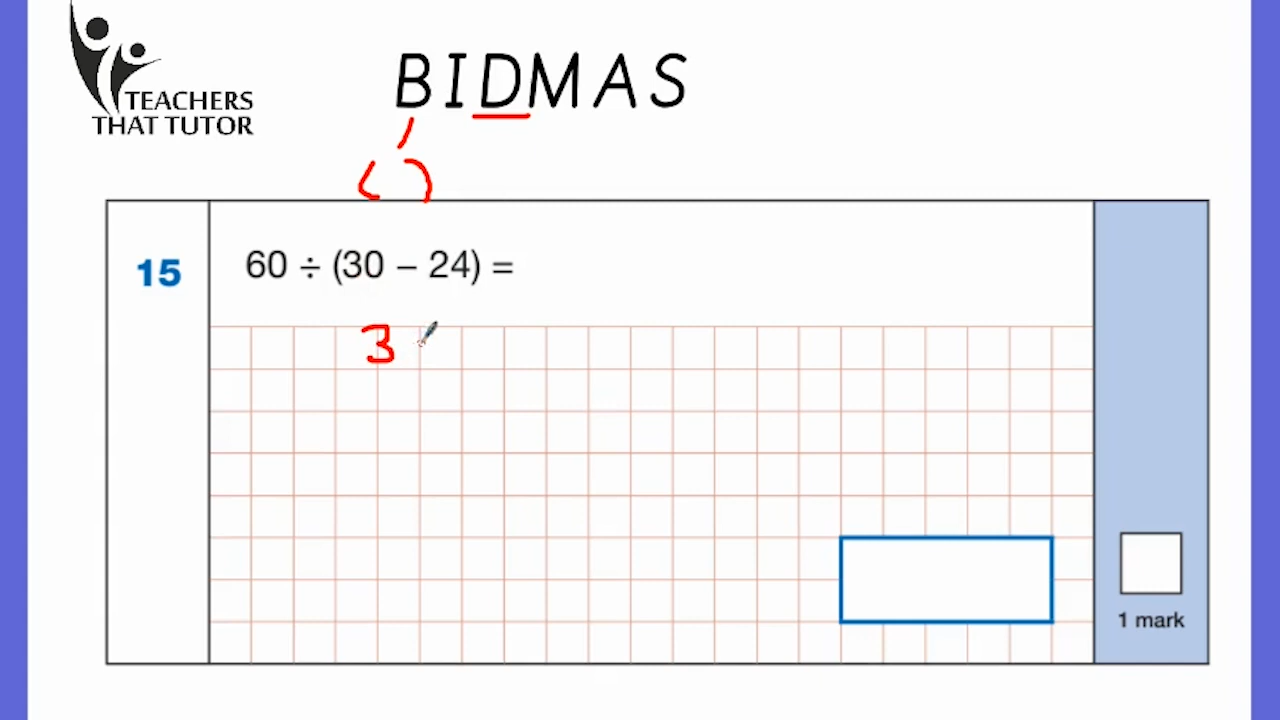 BIDMAS
TEACHERS
THAT TUTOR
( )
15
60 ÷ (30 – 24) =
3
1 mark